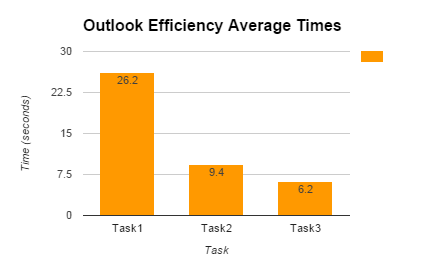 Outlook Efficiency Average Times
30
22.5
15
7.5
0
Time (seconds)
26.2
9.4
6.2
Task1 Task2 Task3
Task